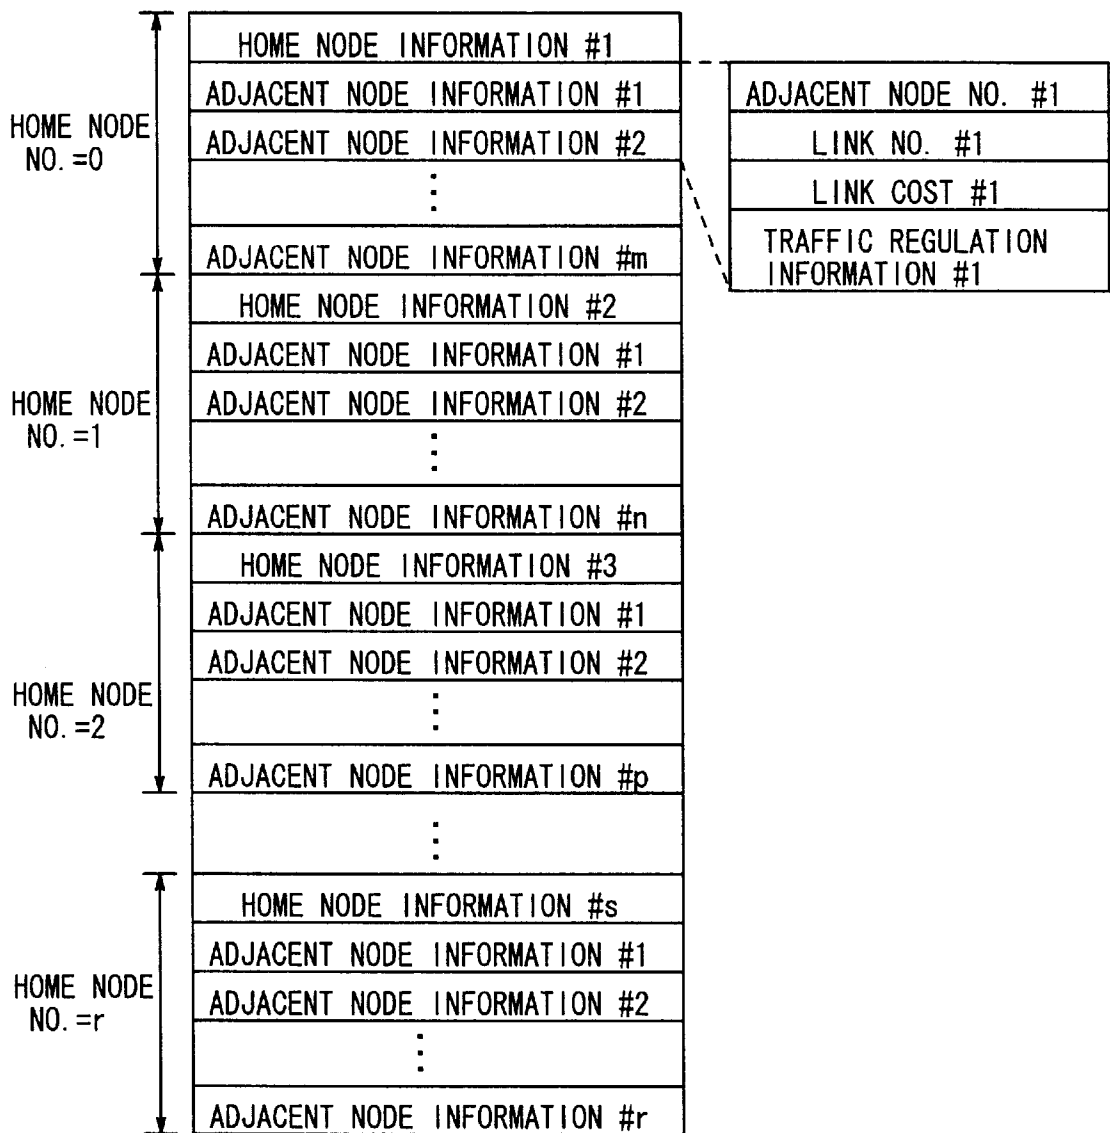 HOME NODE INFORMATION #1
ADJACENT NODE INFORMATION #1
ADJACENT NODE INFORMATION #2
ADJACENT NODE INFORMATION #m
HOME NODE
NO.=0
ADJACENT NODE NO. #1
LINK NO. #1
LINK COST #1
TRAFFIC REGULATION
INFORMATION #1
HOME NODE INFORMATION #2
ADJACENT NODE INFORMATION #1
ADJACENT NODE INFORMATION #2
ADJACENT NODE INFORMATION #n
HOME NODE
NO.=1
HOME NODE INFORMATION #3
ADJACENT NODE INFORMATION #1
ADJACENT NODE INFORMATION #2
ADJACENT NODE INFORMATION #p
HOME NODE
NO.=2
HOME NODE INFORMATION #s
ADJACENT NODE INFORMATION #1
ADJACENT NODE INFORMATION #2
ADJACENT NODE INFORMATION #r
HOME NODE
NO.=r